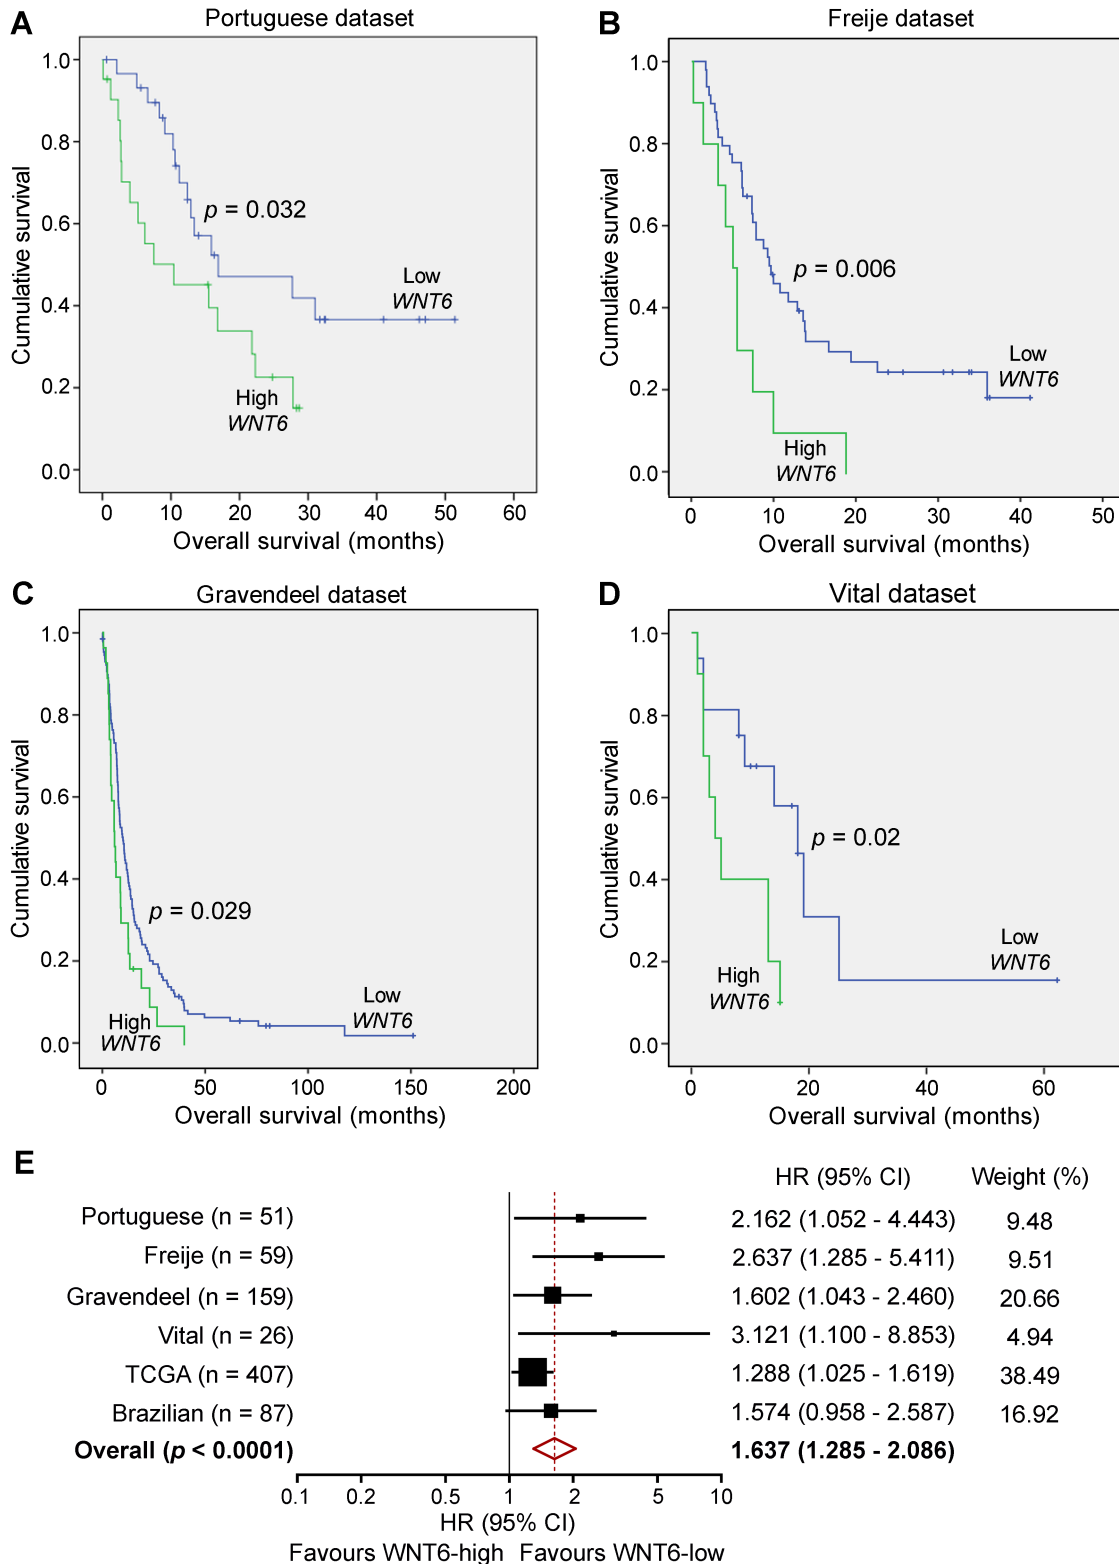 A Portuguese dataset
1.0
0.8
0.6
0.4
0.2
0.0
Cumulative survival
p = 0.032
Low
WNT6
High
WNT6
0 10 20 30 40 50 60
Overall survival (months)
B Freije dataset
1.0
0.8
0.6
0.4
0.2
0.0
Cumulative survival
p = 0.006
Low
WNT6
High
WNT6
0 10 20 30 40 50
Overall survival (months)
C Gravendeel dataset
1.0
0.8
0.6
0.4
0.2
0.0
Cumulative survival
p = 0.029
Low
WNT6
High
WNT6
0 50 100 150 200
Overall survival (months)
D Vital dataset
1.0
0.8
0.6
0.4
0.2
0.0
Cumulative survival
p = 0.02
Low
WNT6
High
WNT6
0 20 40 60
Overall survival (months)
E
HR (95% CI) Weight (%)
Portuguese (n = 51) 2.162 (1.052 - 4.443) 9.48
Freije (n = 59) 2.637 (1.285 - 5.411) 9.51
Gravendeel (n = 159) 1.602 (1.043 - 2.460) 20.66
Vital (n = 26) 3.121 (1.100 - 8.853) 4.94
TCGA (n = 407) 1.288 (1.025 - 1.619) 38.49
Brazilian (n = 87) 1.574 (0.958 - 2.587) 16.92
Overall (p < 0.0001) 1.637 (1.285 - 2.086)
0.1 0.2 0.5 1 2 5 10
HR (95% CI)
Favours WNT6-high Favours WNT6-low